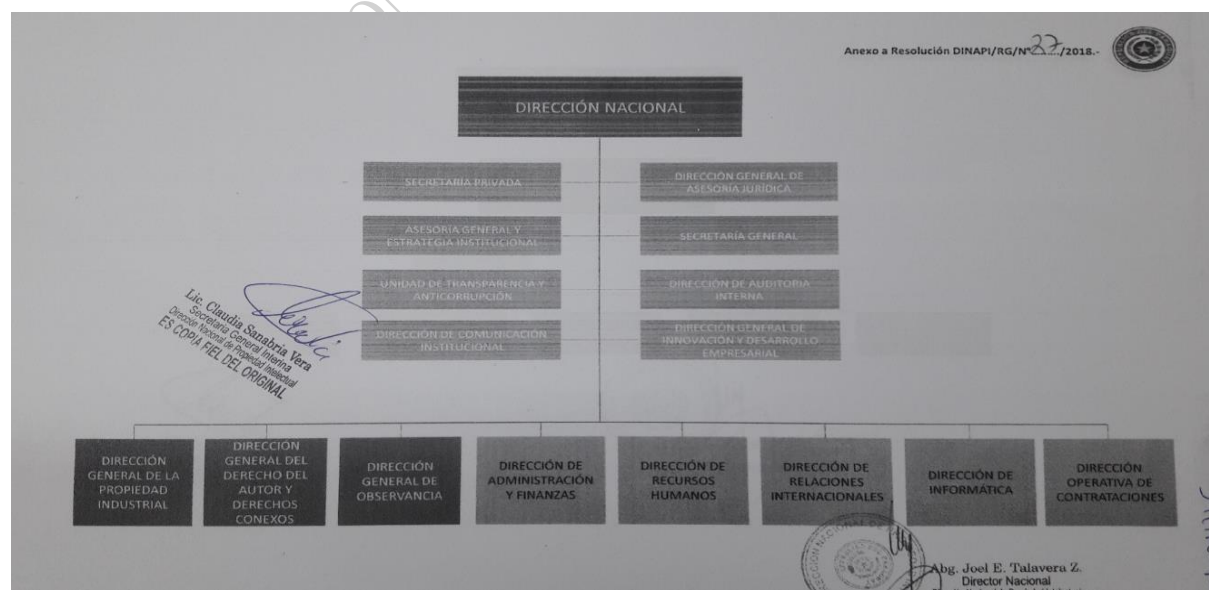 Anexo a Resolución DINAPI/RG/N° 27/2018.-
DIRECCIÓN NACIONAL
SECRETARÍA PRIVADA
DIRECCIÓN GENERAL DE
ASESORÍA JURÍDICA
ASESORÍA GENERAL Y
ESTRATEGIA INSTITUCIONAL
SECRETARÍA GENERAL
UNIDAD DE TRANSPARENCIA Y
ANTICORRUPCIÓN
DIRECCIÓN DE AUDITORIA
INTERNA
DIRECCIÓN DE COMUNICACIÓN
INSTITUCIONAL
DIRECCIÓN GENERAL DE
INNOVACIÓN Y DESARROLLO
EMPRESARIAL
Lic. Claudia Sanabria Vera
Secretaria General Interina
Dirección Nacional de Propiedad Intelectual
ES COPIA FIEL DEL ORIGINAL
DIRECCIÓN
GENERAL DE LA
PROPIEDAD
INDUSTRIAL
DIRECCIÓN
GENERAL DEL
DERECHO DEL
AUTOR Y
DERECHOS
CONEXOS
DIRECCIÓN
GENERAL DE
OBSERVANCIA
DIRECCIÓN DE
ADMINISTRACIÓN
Y FINANZAS
DIRECCIÓN DE
RECURSOS
HUMANOS
DIRECCIÓN DE
RELACIONES
INTERNACIONALES
DIRECCIÓN DE
INFORMÁTICA
DIRECCIÓN
OPERATIVA DE
CONTRATACIONES
Abg. Joel E. Talavera Z.
Director Nacional